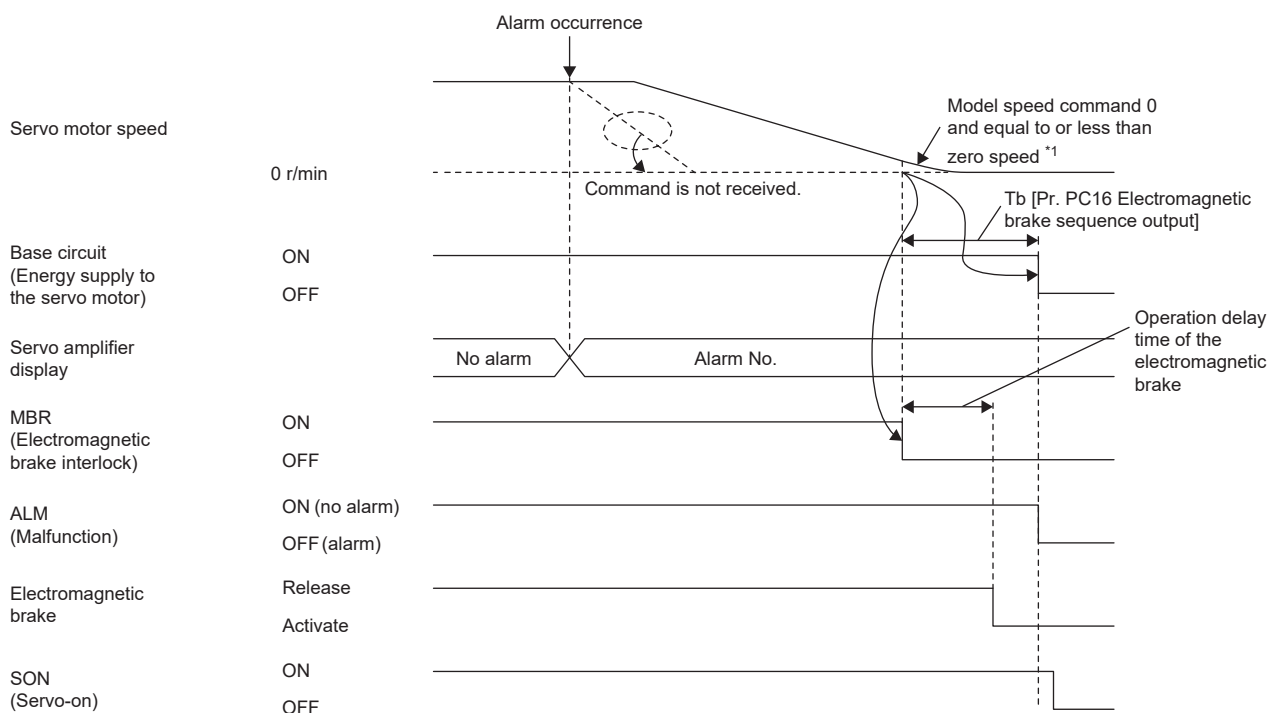 Alarm occurrence
Servo motor speed
0 r/min
Model speed command 0
and equal to or less than
zero speed *1
Command is not received.
Tb [Pr. PC16 Electromagnetic
brake sequence output]
Base circuit
(Energy supply to
the servo motor)
ON
OFF
Operation delay
time of the
electromagnetic
brake
Servo amplifier
display
No alarm
Alarm No.
MBR
(Electromagnetic
brake interlock)
ON
OFF
ALM
(Malfunction)
ON (no alarm)
OFF (alarm)
Electromagnetic
brake
Release
Activate
SON
(Servo-on)
ON
OFF